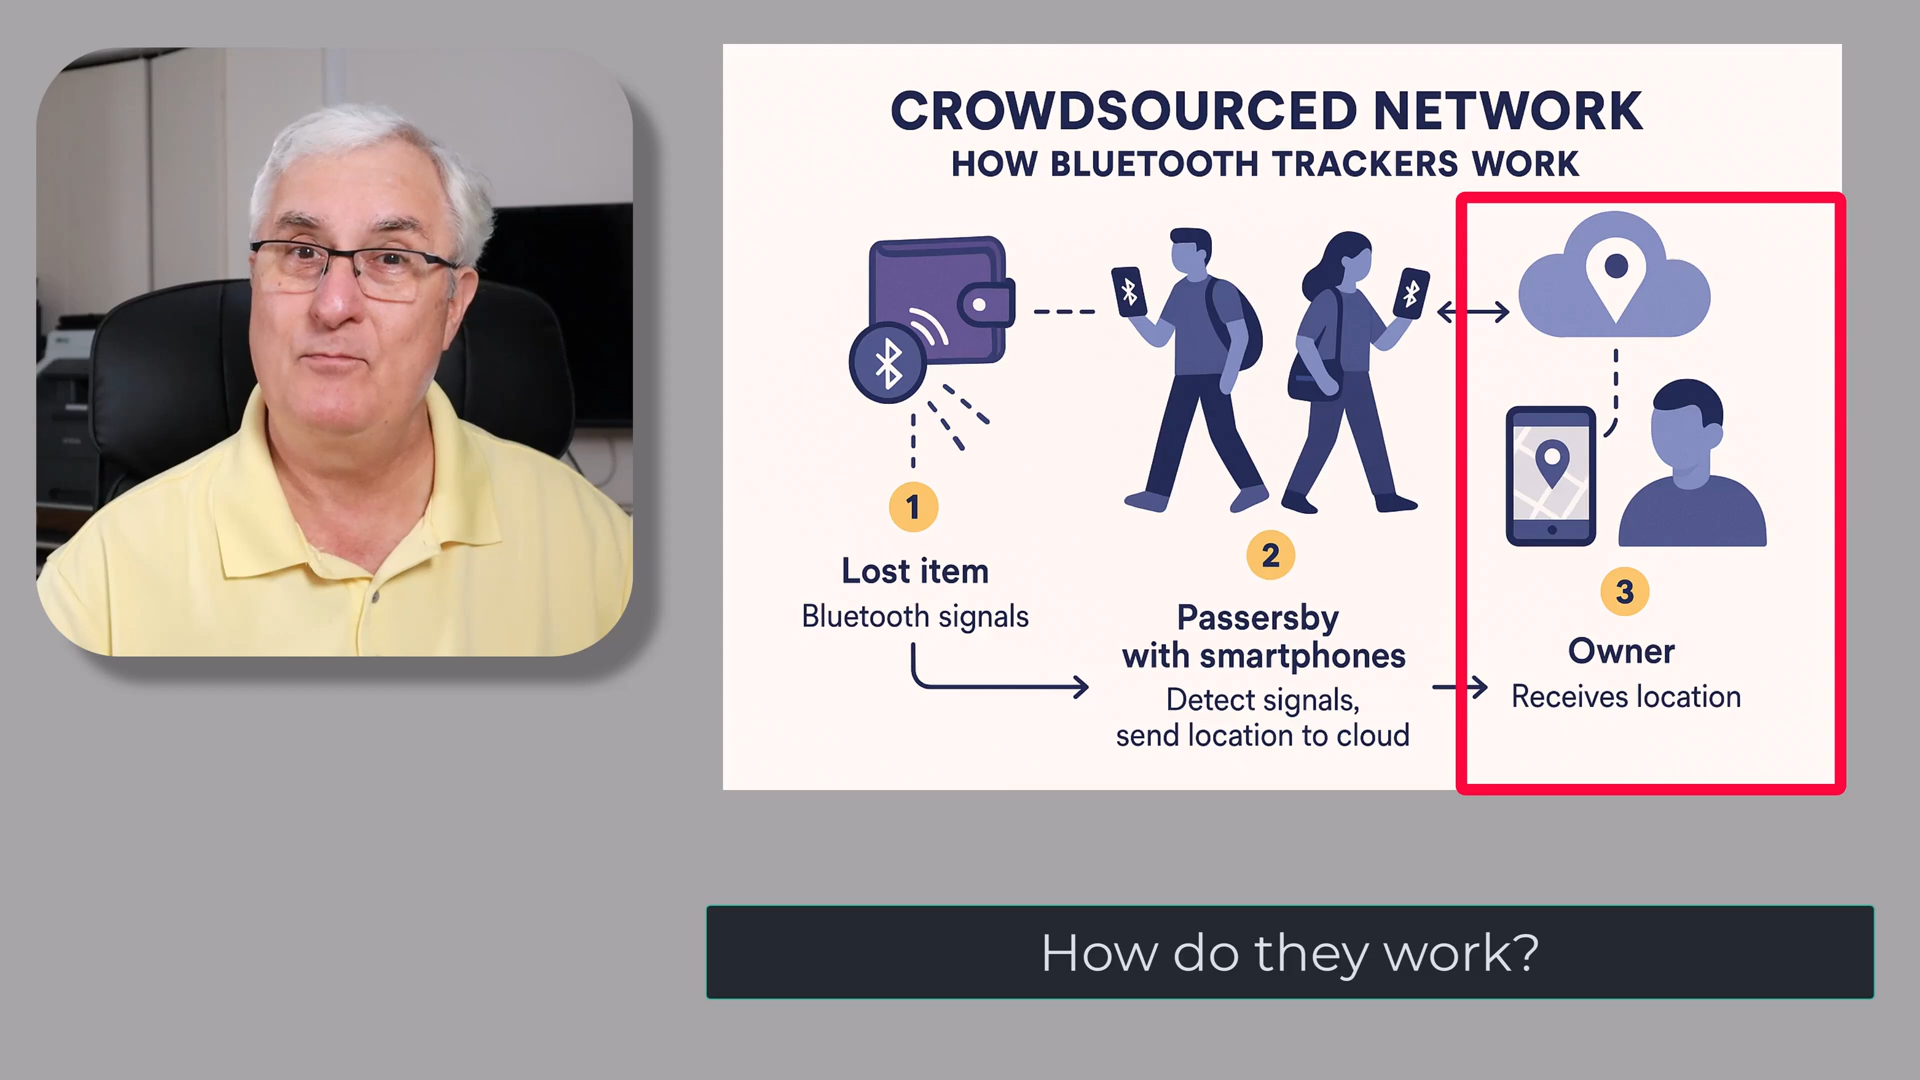 CROWDSOURCED NETWORK
HOW BLUETOOTH TRACKERS WORK
1
Lost item
Bluetooth signals
2
Passersby
with smartphones
Detect signals,
send location to cloud
3
Owner
Receives location
How do they work?